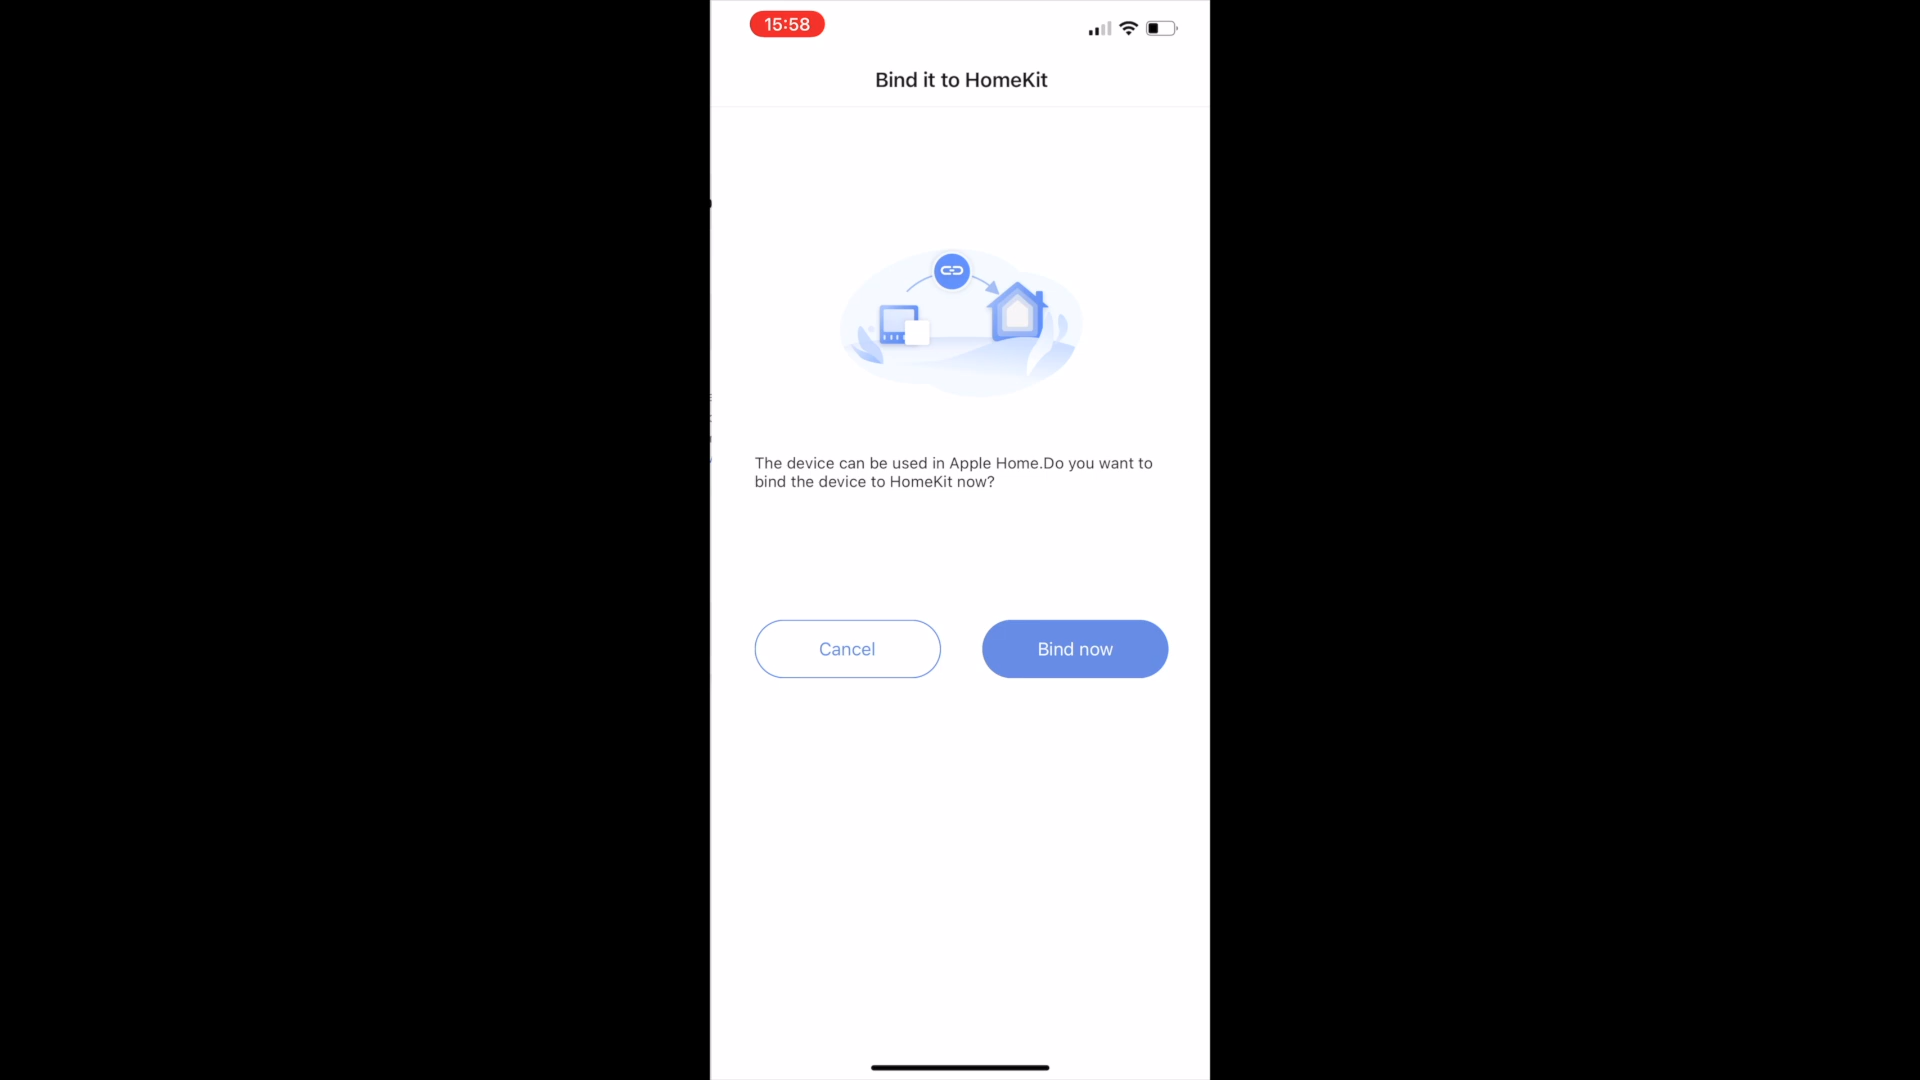 15:58
Bind it to HomeKit
The device can be used in Apple Home.Do you want to
bind the device to HomeKit now?
Cancel
Bind now